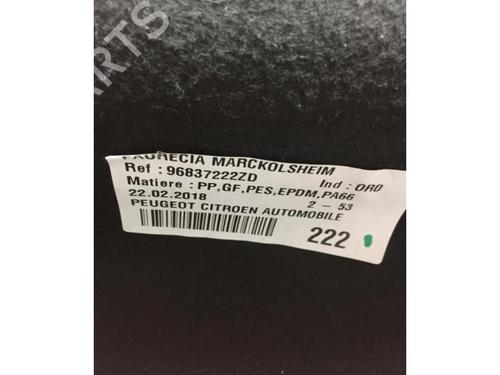 FAURECIA MARCKOLSHEIM
Ref : 96837222ZD Ind : OR0
Matiere : PP,GF,PES,EPDM,PA66
22.02.2018 2 - 53
PEUGEOT CITROEN AUTOMOBILE
222
PARTS